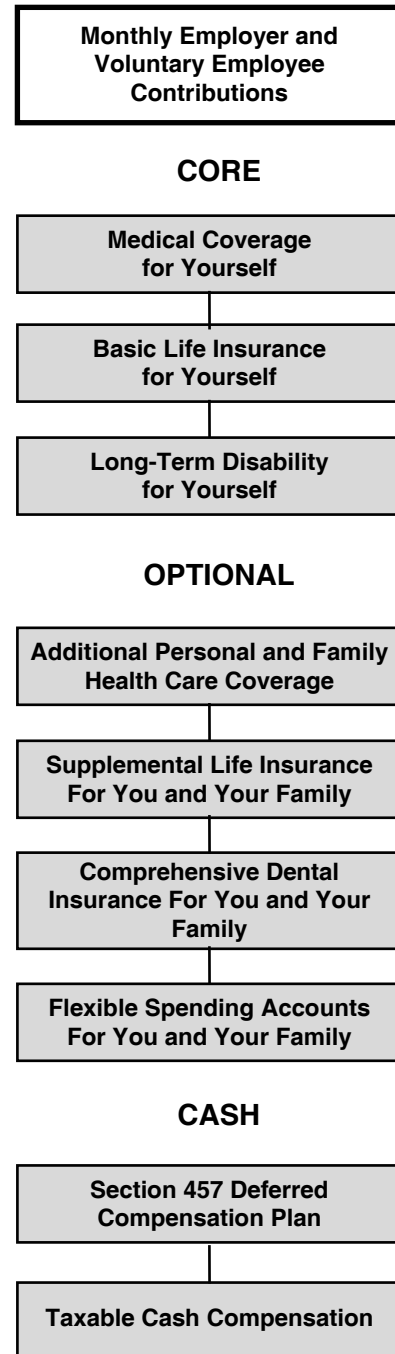 Monthly Employer and
Voluntary Employee
Contributions
CORE
Medical Coverage
for Yourself
Basic Life Insurance
for Yourself
Long-Term Disability
for Yourself
OPTIONAL
Additional Personal and Family
Health Care Coverage
Supplemental Life Insurance
For You and Your Family
Comprehensive Dental
Insurance For You and Your
Family
Flexible Spending Accounts
For You and Your Family
CASH
Section 457 Deferred
Compensation Plan
Taxable Cash Compensation